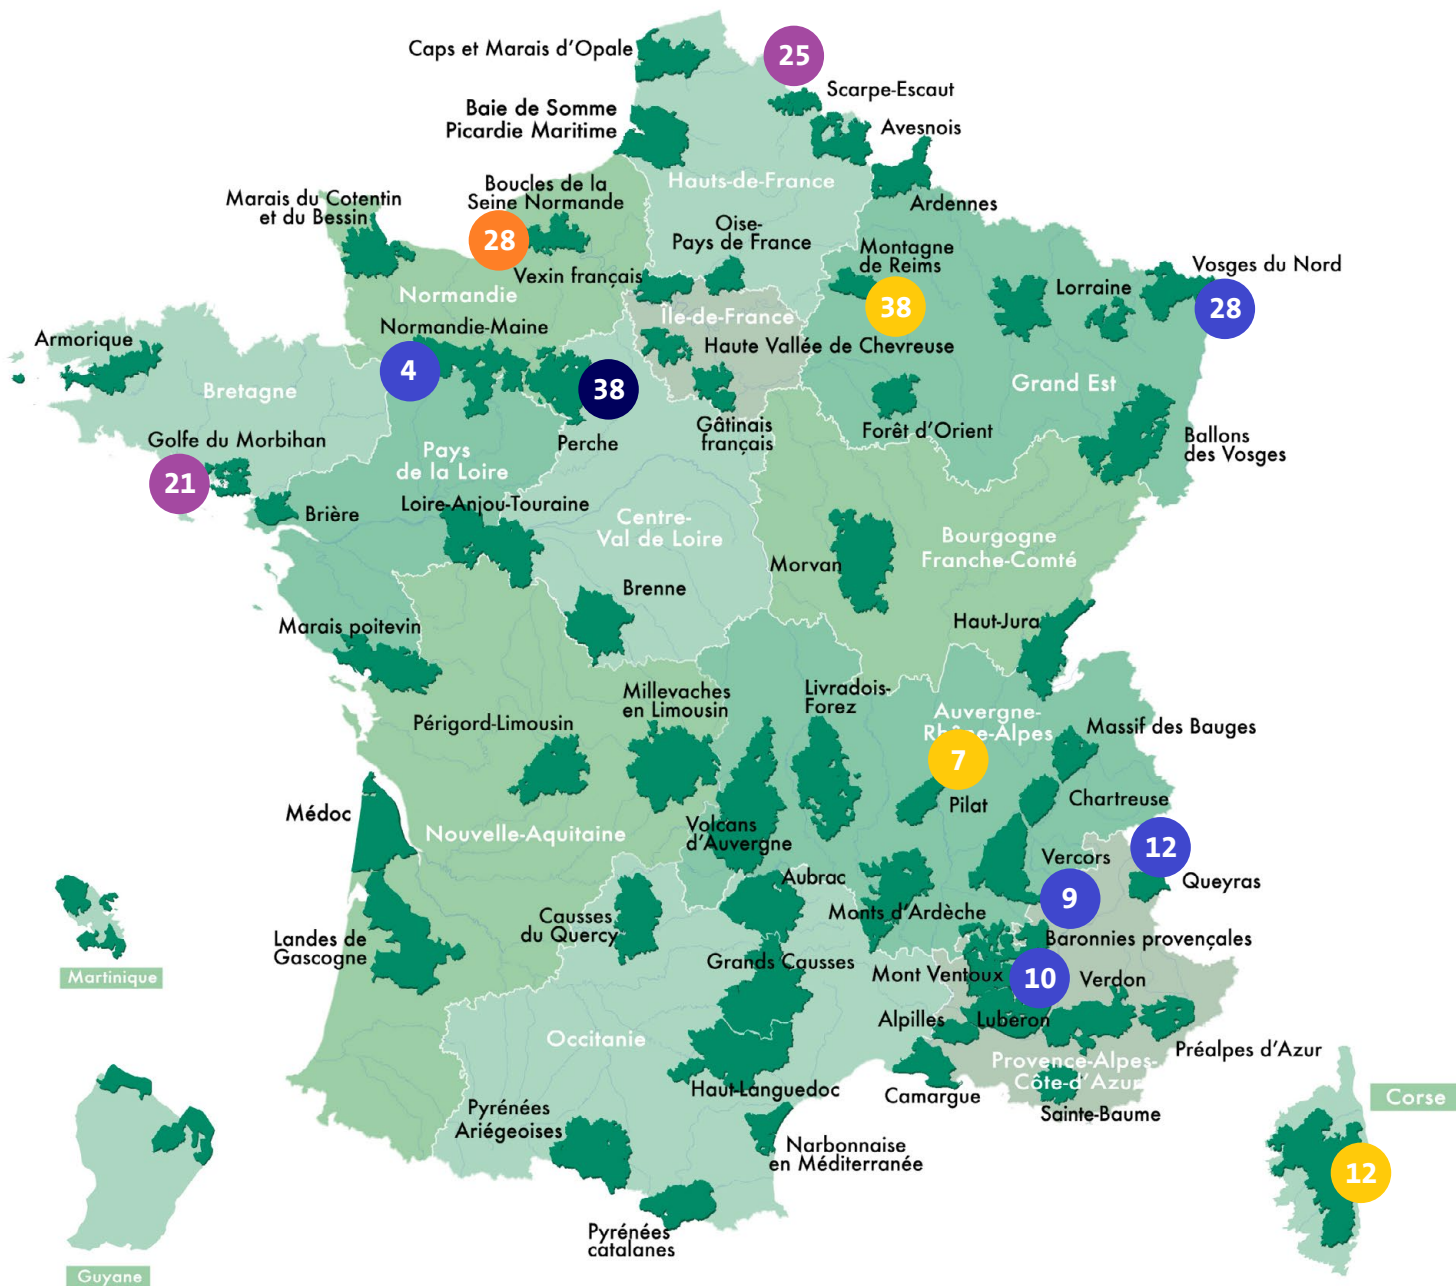 Caps et Marais d'Opale
25
Scarpe-Escaut
Baie de Somme
Picardie Maritime
Avesnois
Hauts-de-France
Boucles de la
Seine Normande
Marais du Cotentin
et du Bessin
Ardennes
28
Oise-
Pays de France
Montagne
de Reims
Vexin français
Vosges du Nord
Lorraine
Normandie
38
28
Île-de-France
Normandie-Maine
Haute Vallée de Chevreuse
Armorique
4
38
Bretagne
Grand Est
Gâtinais
français
Forêt d'Orient
Golfe du Morbihan
Perche
Ballons
des Vosges
Pays
de la Loire
21
Brière
Loire-Anjou-Touraine
Centre-
Val de Loire
Bourgogne
Franche-Comté
Morvan
Brenne
Haut-Jura
Marais poitevin
Millevaches
en Limousin
Livradois-
Forez
Périgord-Limousin
Auvergne-
Rhône-Alpes
Massif des Bauges
7
Médoc
Pilat
Chartreuse
Nouvelle-Aquitaine
Volcans
d'Auvergne
12
Vercors
Aubrac
Queyras
9
Causses
du Quercy
Monts d'Ardèche
Landes de
Gascogne
Baronnies provençales
Grands Causses
Mont Ventoux
10
Verdon
Martinique
Alpilles
Luberon
Occitanie
Préalpes d'Azur
Provence-Alpes-
Côte-d'Azur
Haut-Languedoc
Camargue
Sainte-Baume
Corse
Pyrénées
Ariégeoises
Narbonnaise
en Méditerranée
12
Pyrénées
catalanes
Guyane